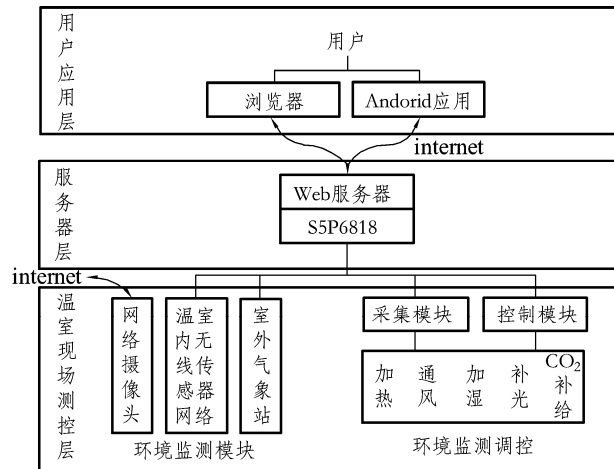 用户应用层
用户
浏览器
Andorid应用
internet
服务器层
Web服务器
S5P6818
internet
温室现场测控层
网络摄像头
温室内无线传感器网络
室外气象站
采集模块
控制模块
加热
通风
加湿
补光
CO₂补给
环境监测模块
环境监测调控